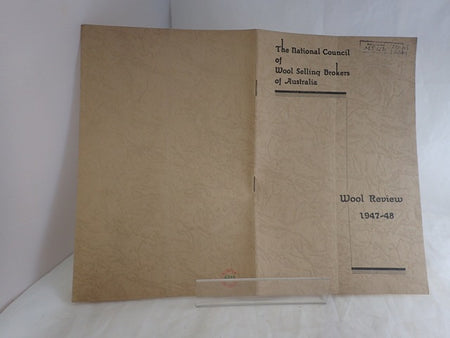 The National Council
of
Wool Selling Brokers
of Australia
Wool Review
1947-48